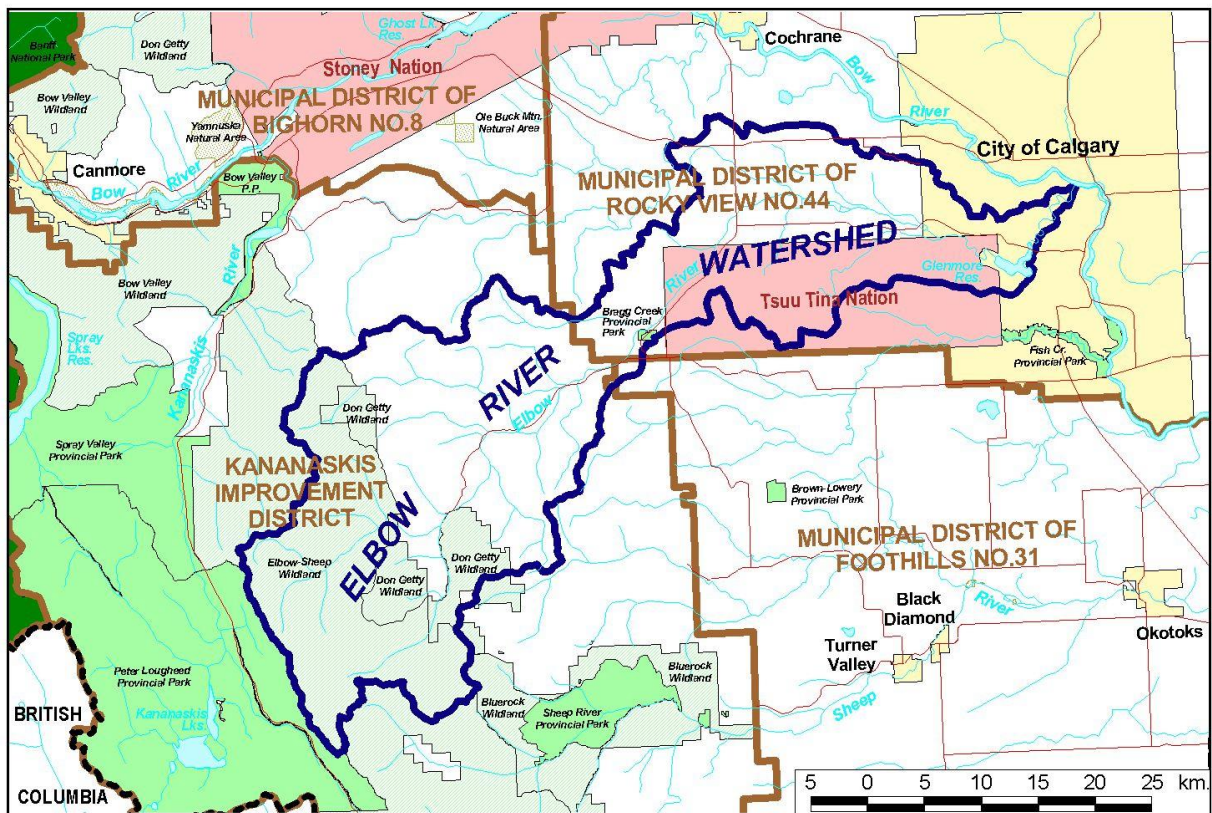 Banff
National Park
Don Getty
Wildland
Ghost Lk.
Res.
Cochrane
Bow
River
Stoney Nation
MUNICIPAL DISTRICT OF
BIGHORN NO.8
Bow Valley
Wildland
Yamnuska
Natural Area
Ole Buck Mtn.
Natural Area
Canmore
Bow
River
Bow Valley
P.P.
City of Calgary
MUNICIPAL DISTRICT OF
ROCKY VIEW NO.44
WATERSHED
River
Glenmore
Res.
Tsuu Tina Nation
River
Bow Valley
Wildland
Bragg Creek
Provincial
Park
Spray
Lks.
Res.
Kananaskis
Fish Cr.
Provincial Park
RIVER
Elbow
Don Getty
Wildland
Spray Valley
Provincial Park
KANANASKIS
IMPROVEMENT
DISTRICT
ELBOW
Brown-Lowery
Provincial Park
MUNICIPAL DISTRICT OF
FOOTHILLS NO.31
Elbow-Sheep
Wildland
Don Getty
Wildland
Don Getty
Wildland
River
Black
Diamond
Okotoks
Turner
Valley
Sheep
Peter Lougheed
Provincial Park
Kananaskis
Lks.
Bluerock
Wildland
Bluerock
Wildland
Sheep River
Provincial Park
BRITISH
COLUMBIA
5 0 5 10 15 20 25 km.